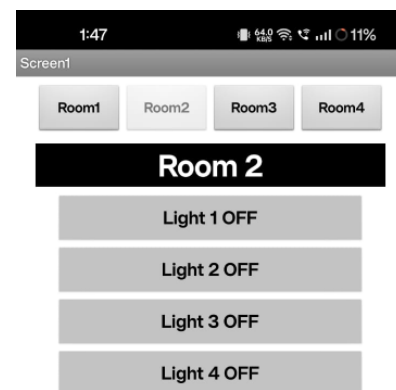 1:47 64.0 KB/S 11%
Screen1
Room1 Room2 Room3 Room4
Room 2
Light 1 OFF
Light 2 OFF
Light 3 OFF
Light 4 OFF